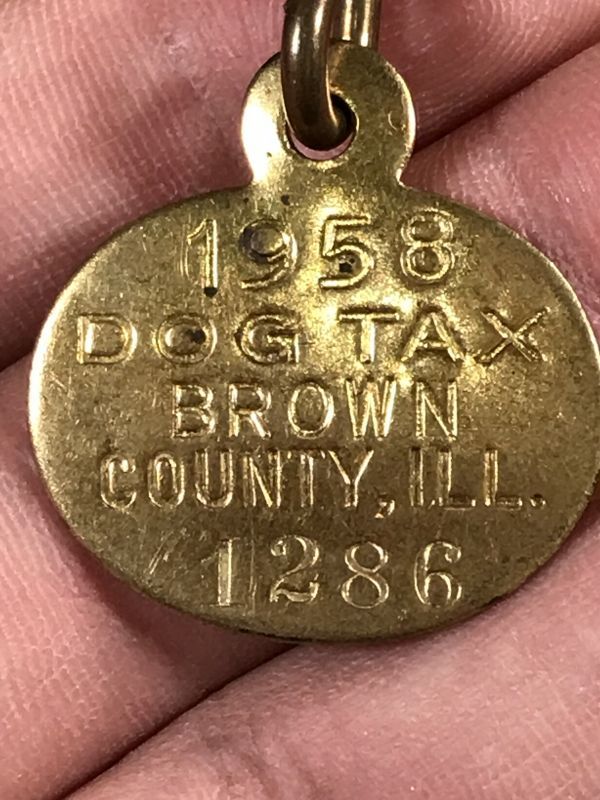 1958
DOG TAX
BROWN
COUNTY, ILL.
1286